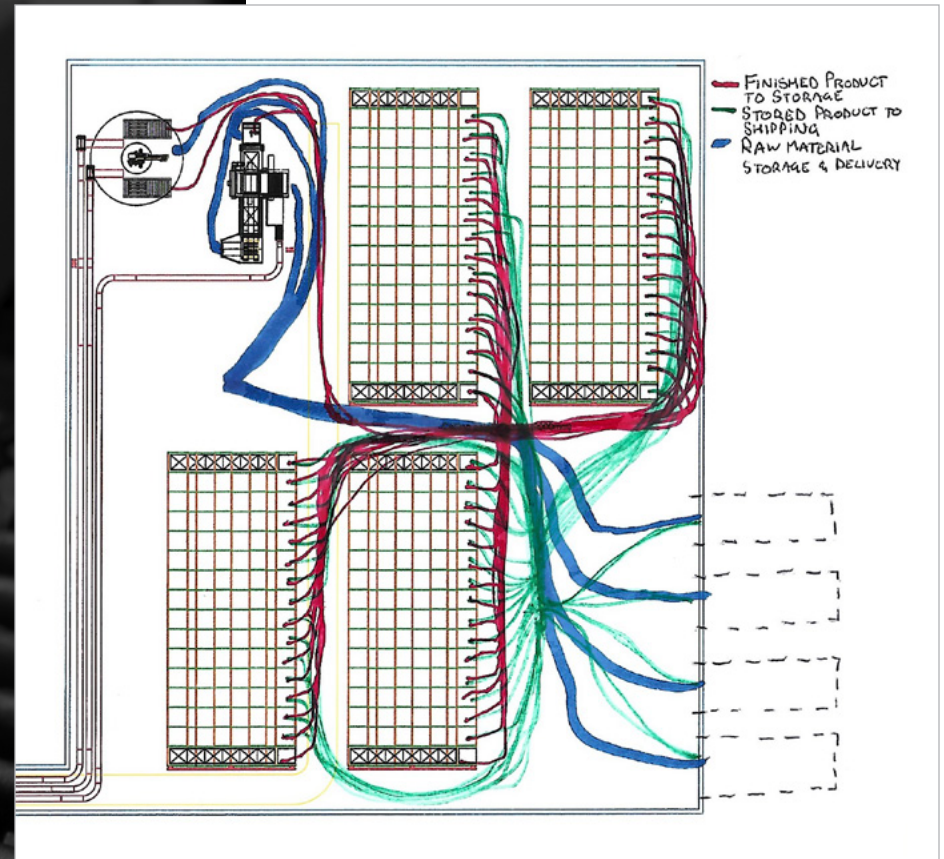 FINISHED PRODUCT
TO STORAGE
STORED PRODUCT TO
SHIPPING
RAW MATERIAL
STORAGE & DELIVERY